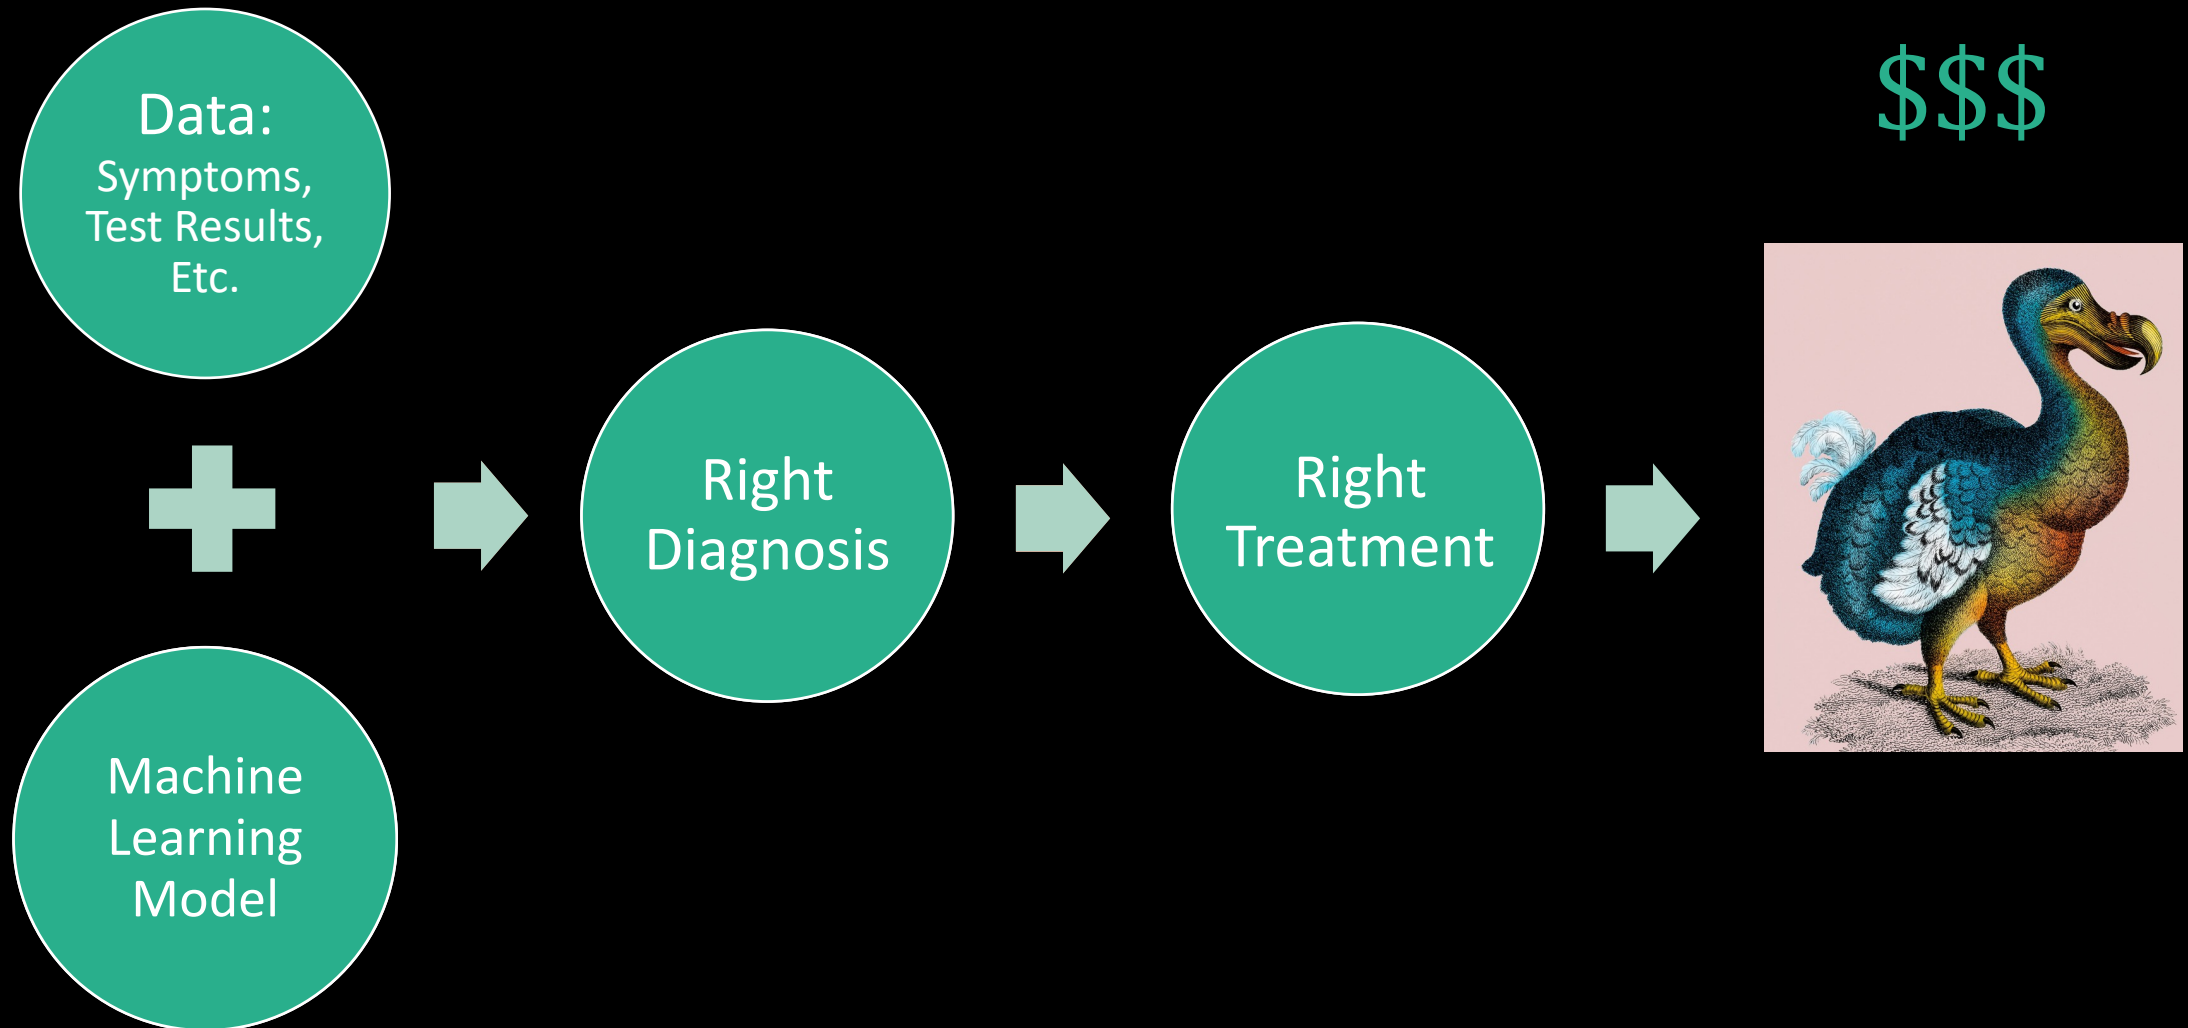 Data:
Symptoms,
Test Results,
Etc.
Machine
Learning
Model
Right
Diagnosis
Right
Treatment
$$$